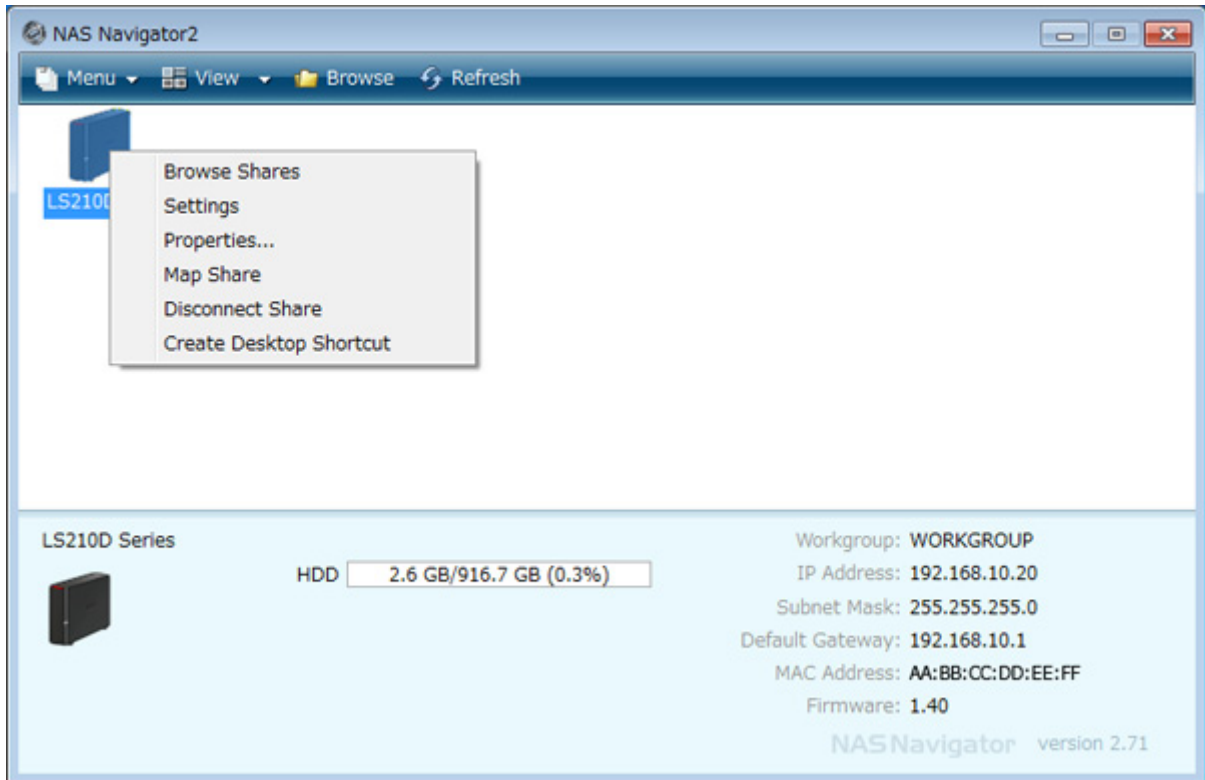 NAS Navigator2
Menu View Browse Refresh
LS210D
Browse Shares
Settings
Properties...
Map Share
Disconnect Share
Create Desktop Shortcut
LS210D Series
HDD 2.6 GB/916.7 GB (0.3%)
Workgroup: WORKGROUP
IP Address: 192.168.10.20
Subnet Mask: 255.255.255.0
Default Gateway: 192.168.10.1
MAC Address: AA:BB:CC:DD:EE:FF
Firmware: 1.40
NAS Navigator version 2.71